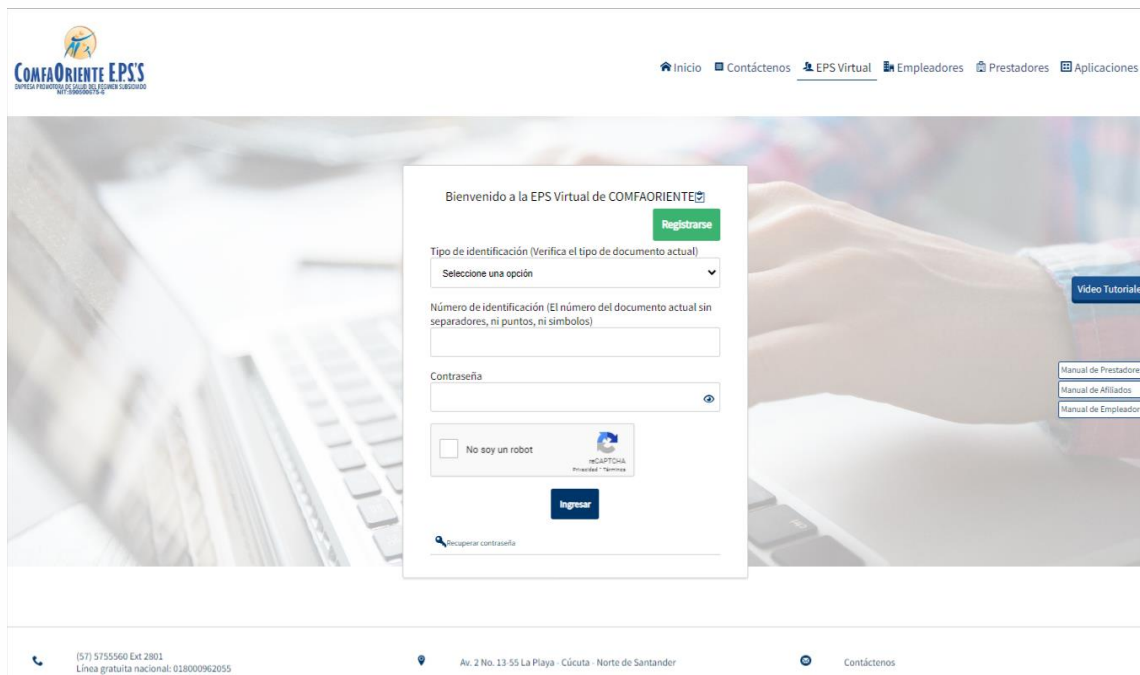 COMFAORIENTE E.P.S'S
EMPRESA PROMOTORA DE SALUD DEL REGIMEN SUBSIDIADO
NIT:890500675-6
Inicio Contáctenos EPS Virtual Empleadores Prestadores Aplicaciones
Bienvenido a la EPS Virtual de COMFAORIENTE
Registrarse
Tipo de identificación (Verifica el tipo de documento actual)
Seleccione una opción
Número de identificación (El número del documento actual sin
separadores, ni puntos, ni simbolos)
Contraseña
No soy un robot
reCAPTCHA
Privacidad - Términos
Ingresar
Recuperar contraseña
Video Tutoriale
Manual de Prestadore
Manual de Afiliados
Manual de Empleador
(57) 5755560 Ext 2801
Línea gratuita nacional: 018000962055
Av. 2 No. 13-55 La Playa - Cúcuta - Norte de Santander
Contáctenos